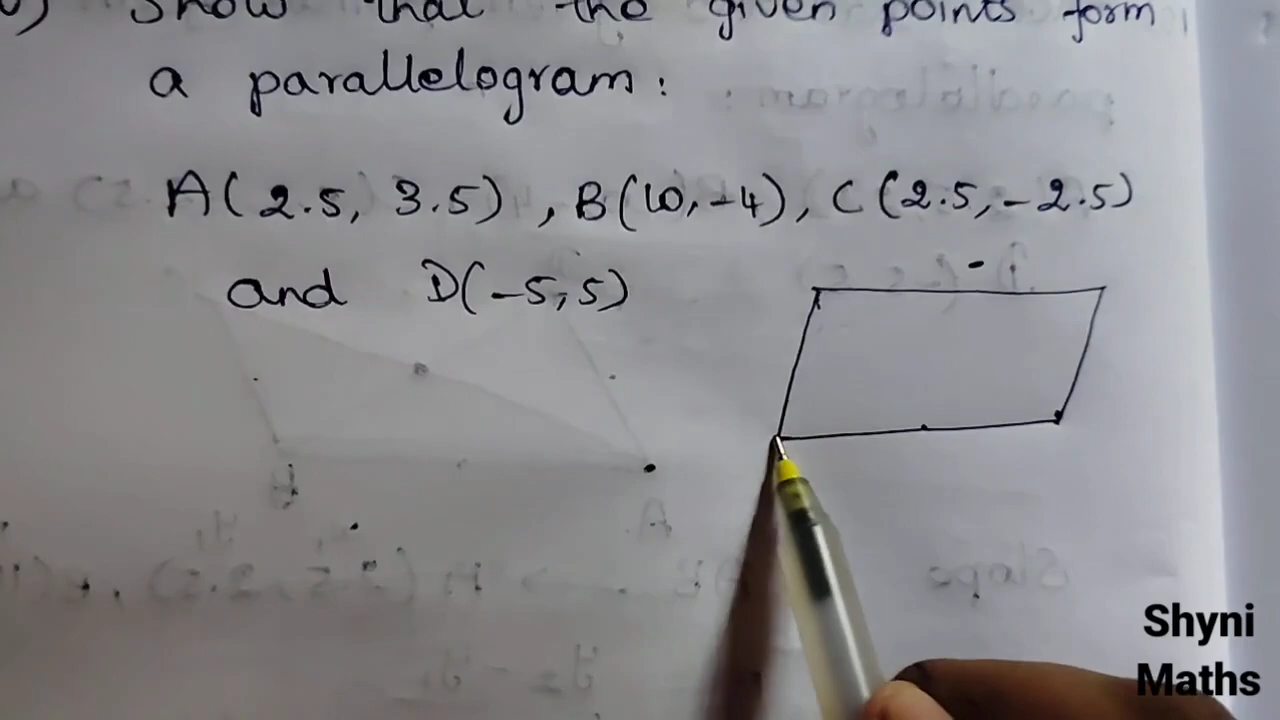 Show that the given points form
a parallelogram:
A(2.5, 3.5), B(10,-4), C(2.5,-2.5)
and D(-5,5)
Shyni
Maths